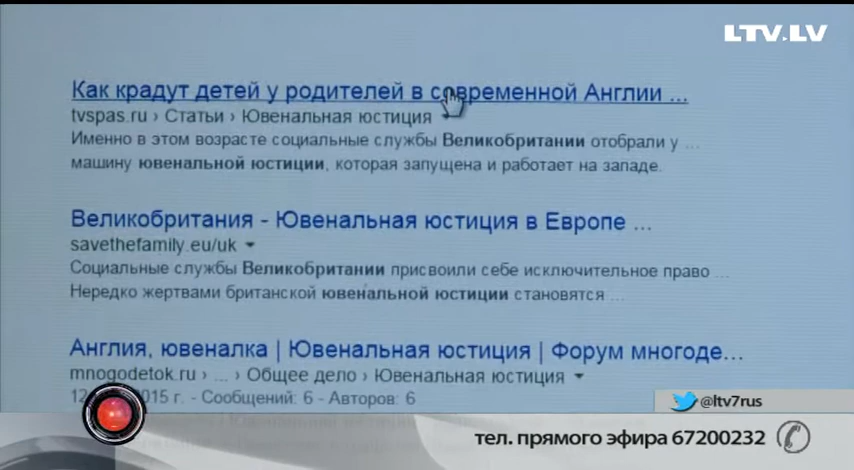 LTV.LV
Как крадут детей у родителей в современной Англии ...
tvspas.ru › Статьи › Ювенальная юстиция
Именно в этом возрасте социальные службы Великобритании отобрали у ...
машину ювенальной юстиции, которая запущена и работает на западе.
Великобритания - Ювенальная юстиция в Европе ...
savethefamily.eu/uk
Социальные службы Великобритании присвоили себе исключительное право ...
Нередко жертвами британской ювенальной юстиции становятся ...
Англия, ювеналка | Ювенальная юстиция | Форум многоде...
mnogodetok.ru › ... › Общее дело › Ювенальная юстиция
2015 г. - Сообщений: 6 - Авторов: 6
@ltv7rus
тел. прямого эфира 67200232